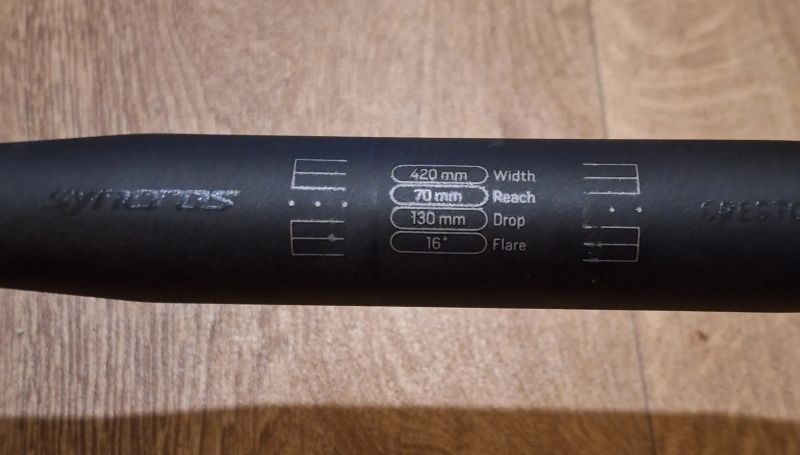 syncros
420 mm Width
70 mm Reach
130 mm Drop
16° Flare